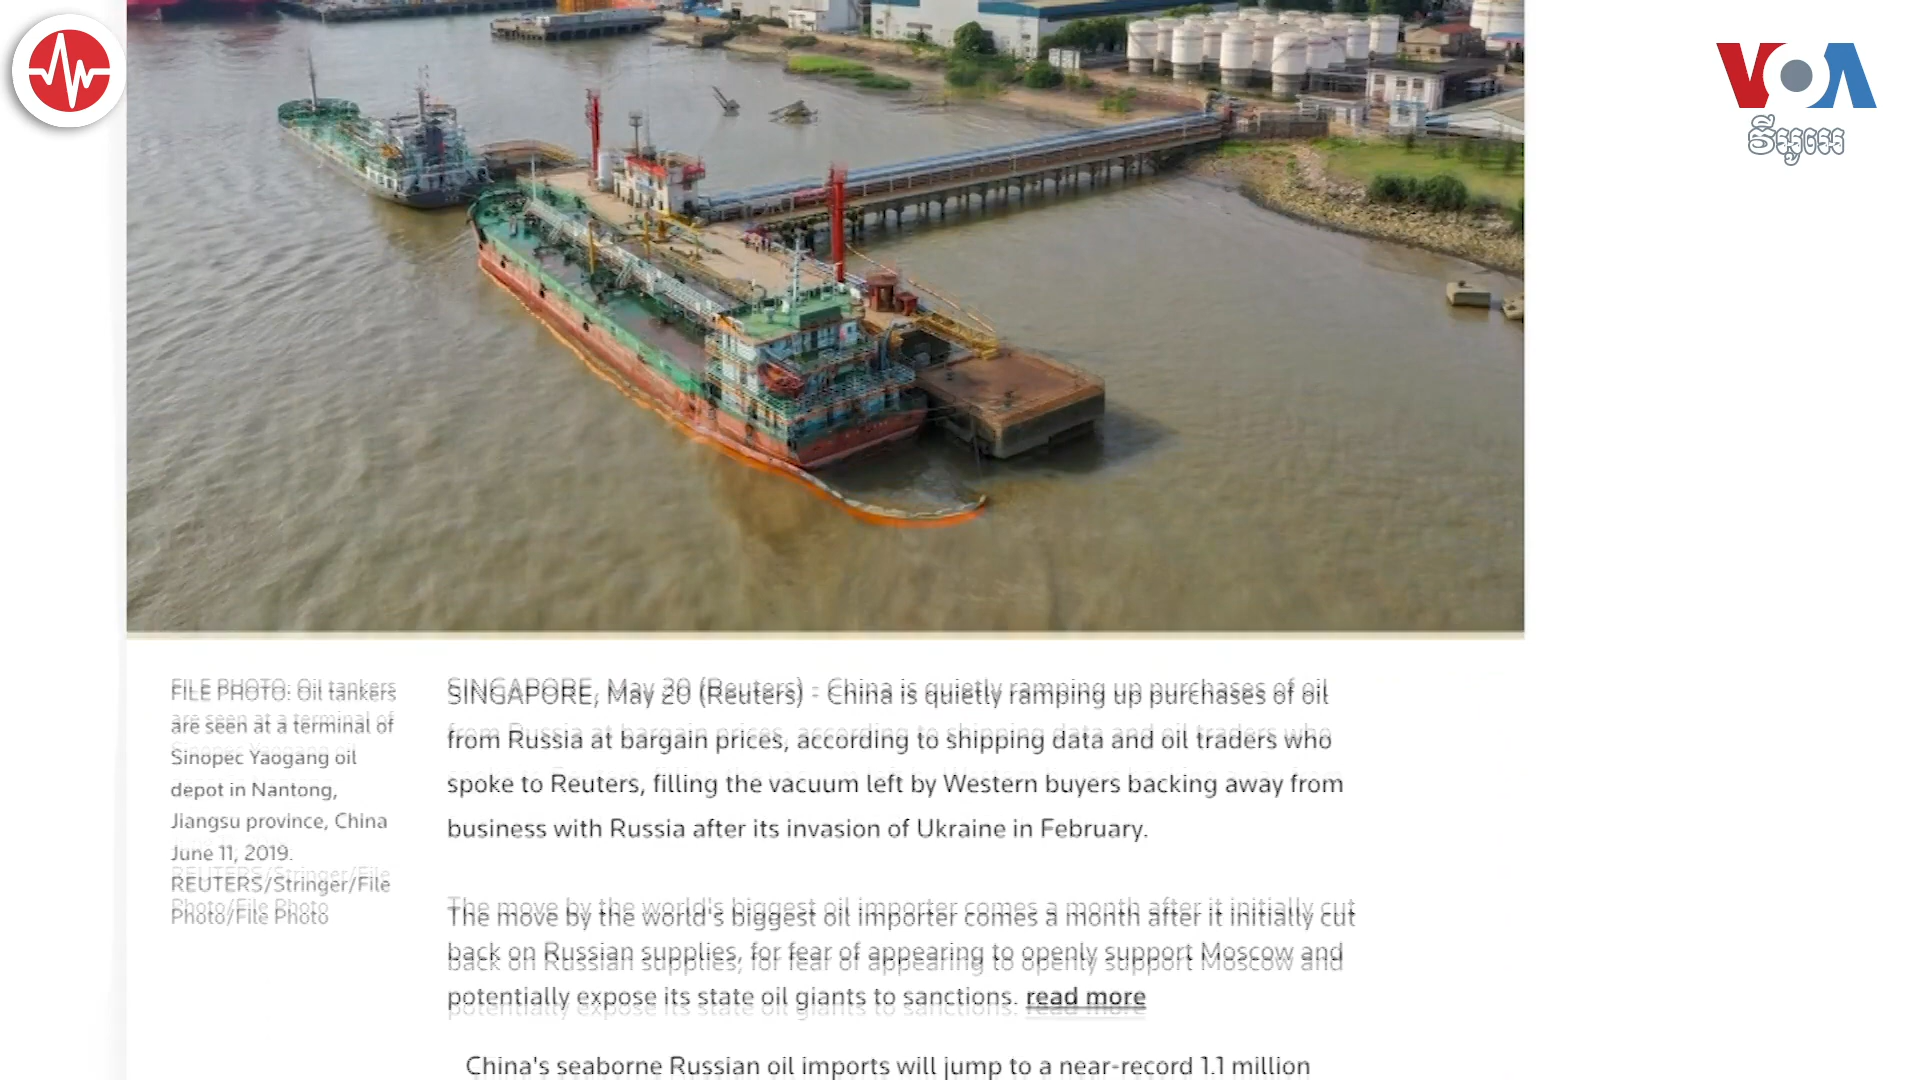 VOA
វីអូអេ
FILE PHOTO: Oil tankers
are seen at a terminal of
Sinopec Yaogang oil
depot in Nantong,
Jiangsu province, China
June 11, 2019.
REUTERS/Stringer/File
Photo/File Photo
SINGAPORE, May 20 (Reuters) - China is quietly ramping up purchases of oil
from Russia at bargain prices, according to shipping data and oil traders who
spoke to Reuters, filling the vacuum left by Western buyers backing away from
business with Russia after its invasion of Ukraine in February.
The move by the world's biggest oil importer comes a month after it initially cut
back on Russian supplies, for fear of appearing to openly support Moscow and
potentially expose its state oil giants to sanctions. read more
China's seaborne Russian oil imports will jump to a near-record 1.1 million